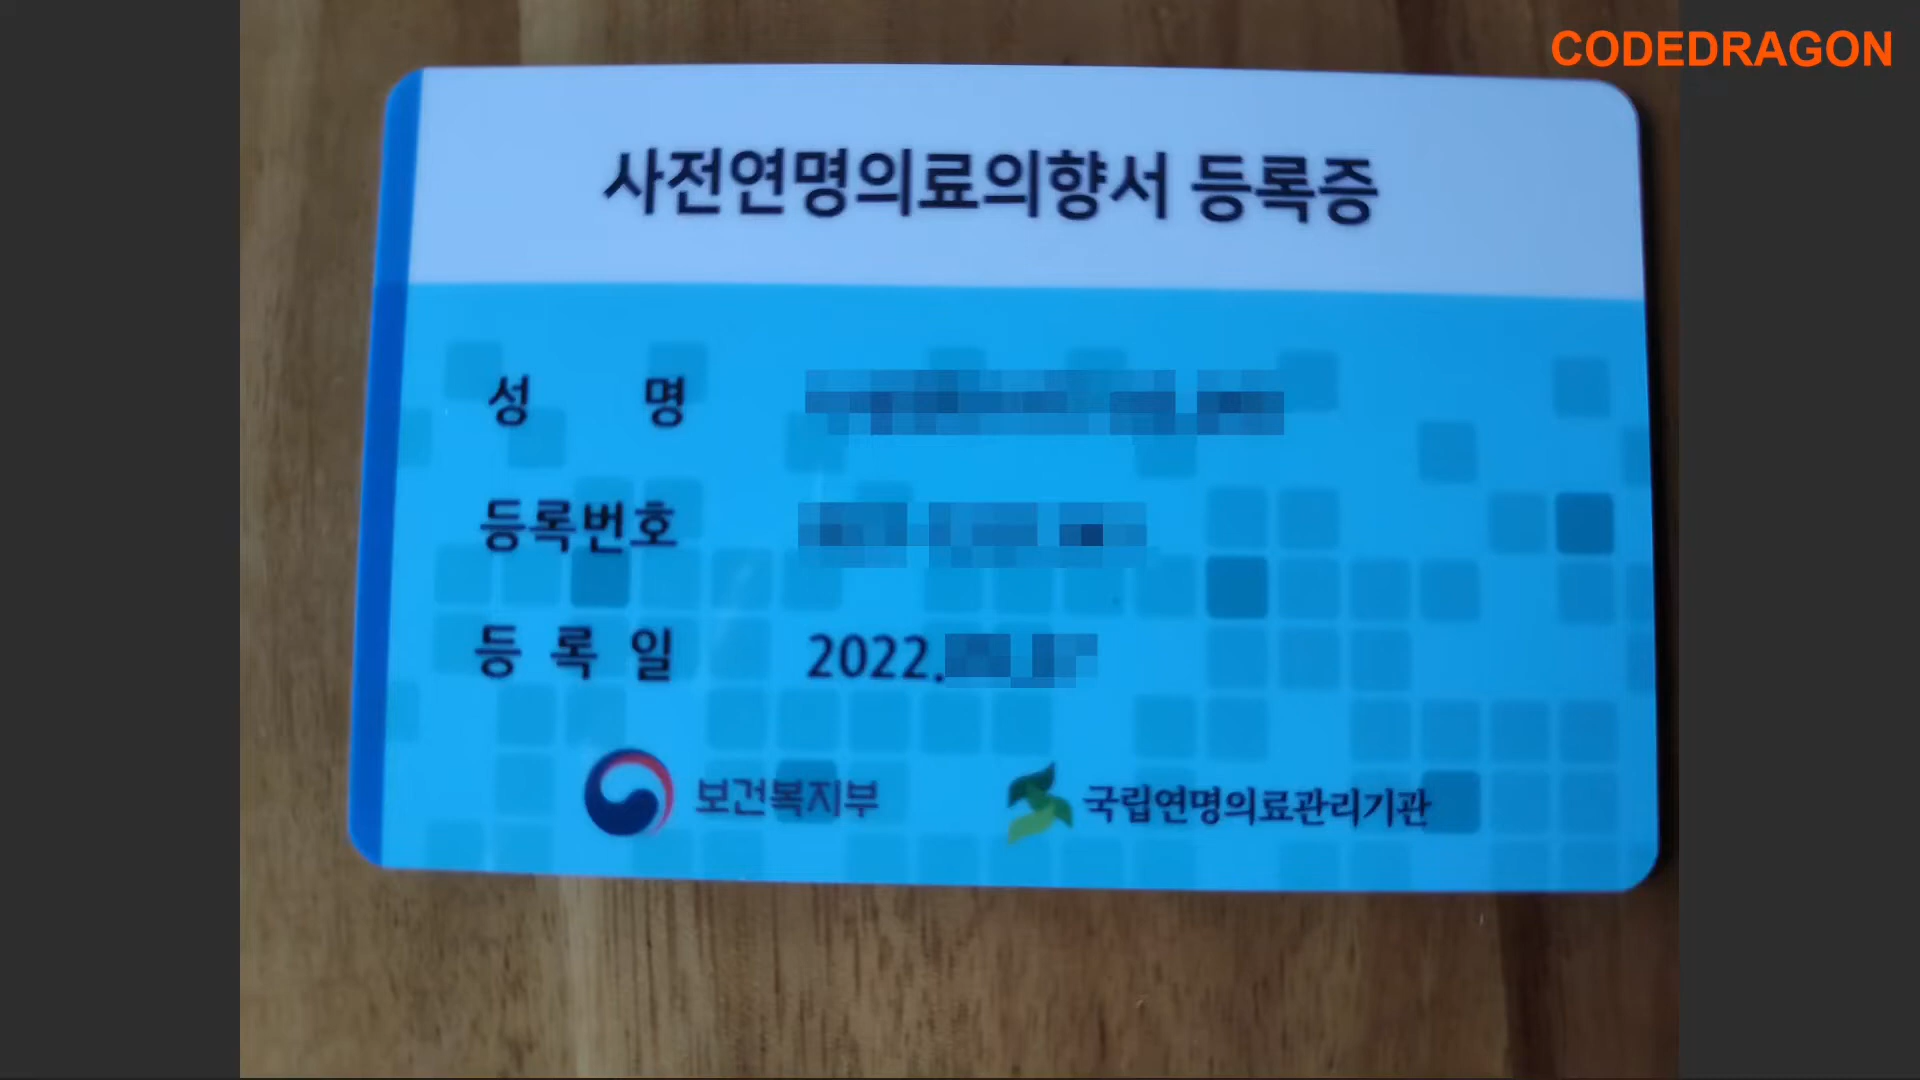 CODEDRAGON
사전연명의료의향서 등록증
성 명
등록번호
등 록 일 2022.
보건복지부 국립연명의료관리기관